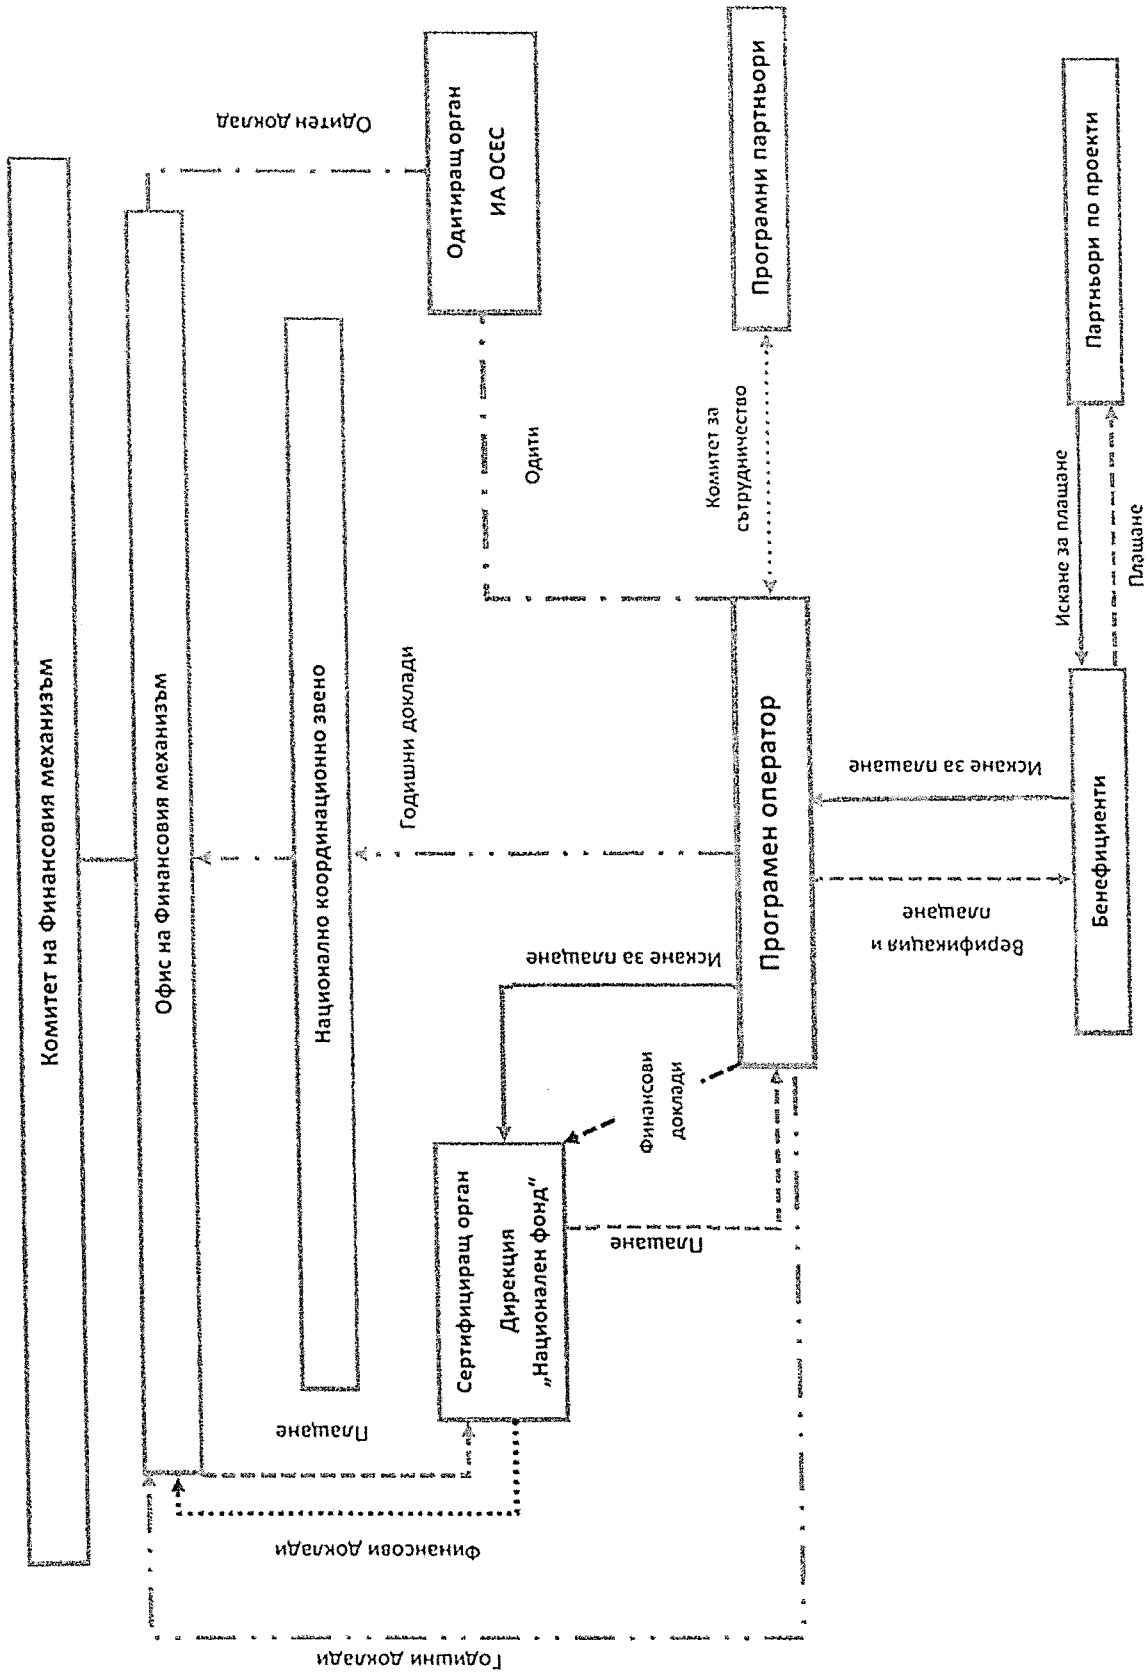 Комитет на Финансовия механизъм
Офис на Финансовия механизъм
Одитен доклад
Национално координационно звено
Одитиращ орган
ИА ОСЕС
Годишни доклади
Финансови доклади
Плащане
Сертифициращ орган
Дирекция
„Национален фонд“
Искане за плащане
Годишни доклади
Одити
Финансови
доклади
Плащане
Програмен оператор
Комитет за
сътрудничество
Програмни партньори
Верификация и
плащане
Искане за плащане
Бенефициенти
Искане за плащане
Плащане
Партньори по проекти